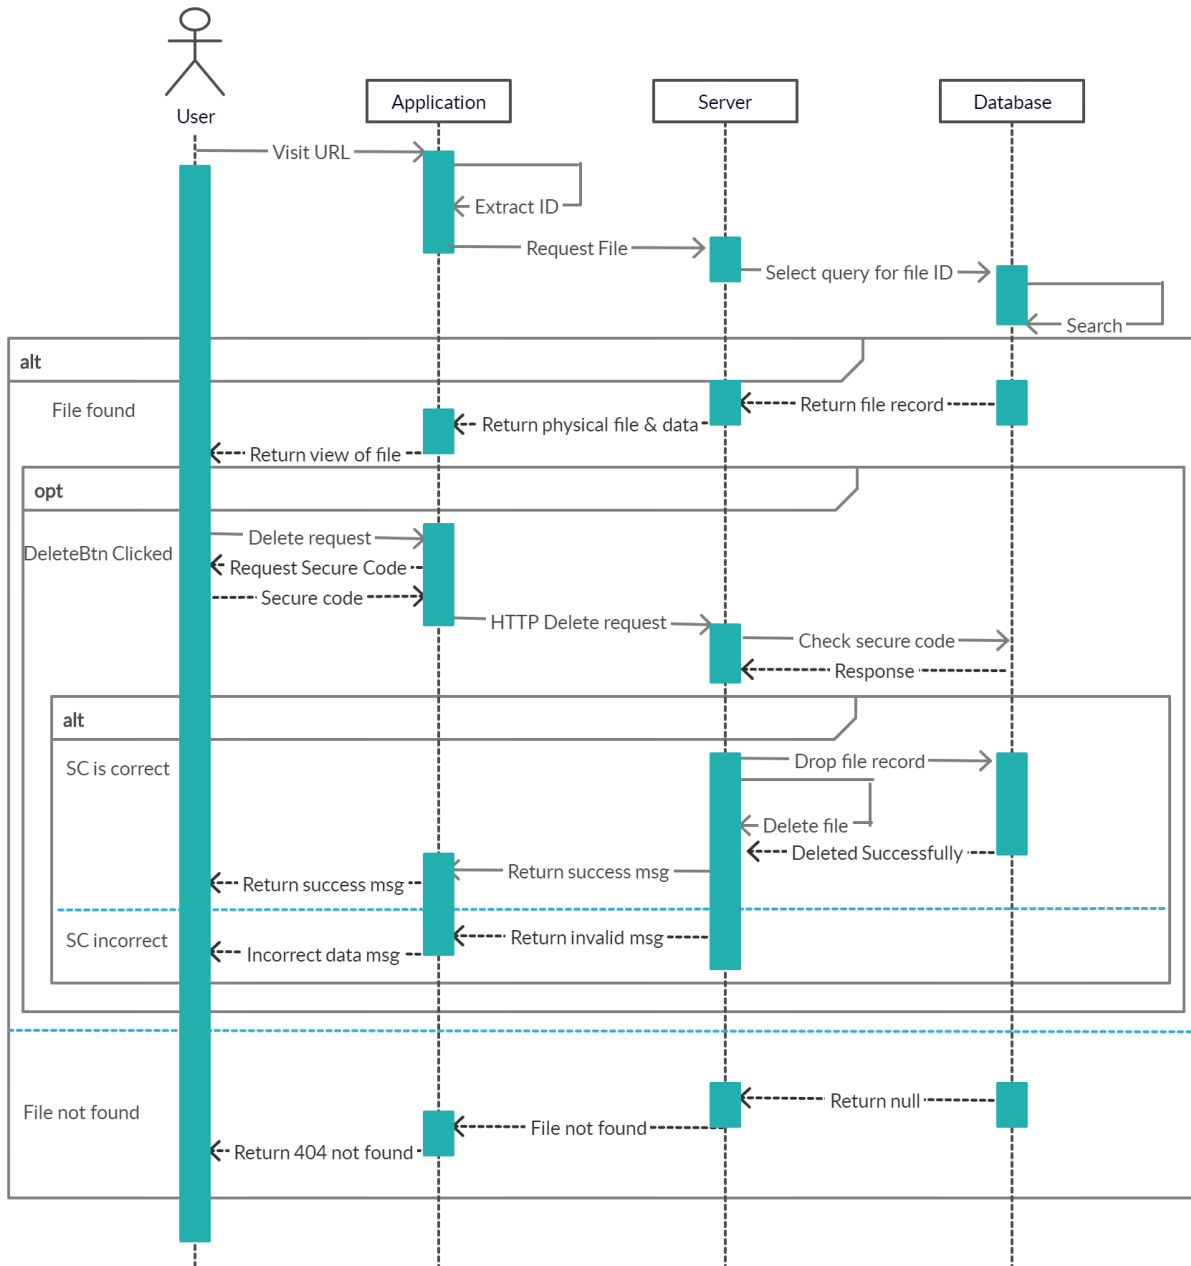 User
Application
Server
Database
Visit URL
Extract ID
Request File
Select query for file ID
Search
alt
File found
Return file record
Return physical file & data
Return view of file
opt
DeleteBtn Clicked
Delete request
Request Secure Code
Secure code
HTTP Delete request
Check secure code
Response
alt
SC is correct
Drop file record
Delete file
Deleted Successfully
Return success msg
Return success msg
SC incorrect
Return invalid msg
Incorrect data msg
File not found
Return null
File not found
Return 404 not found